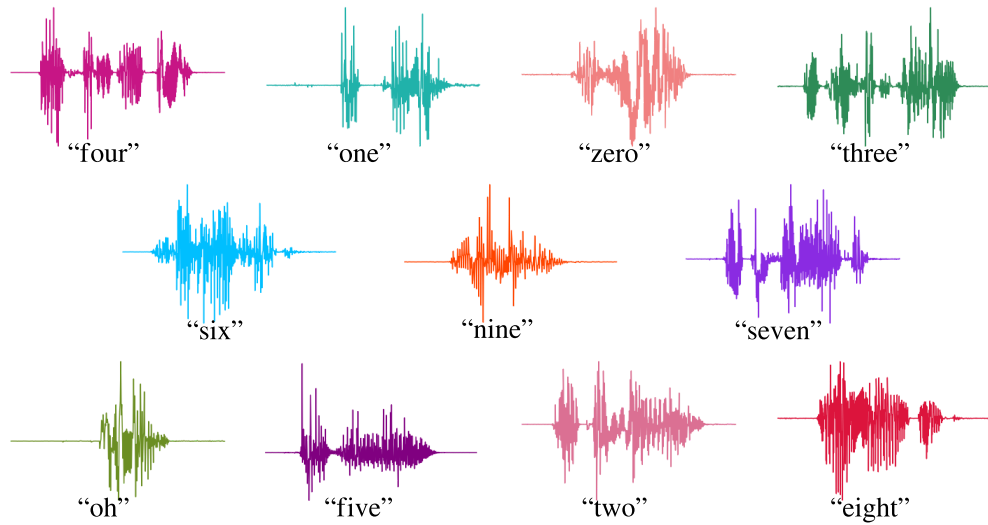 “four” “one” “zero” “three”
“six” “nine” “seven”
“oh” “five” “two” “eight”